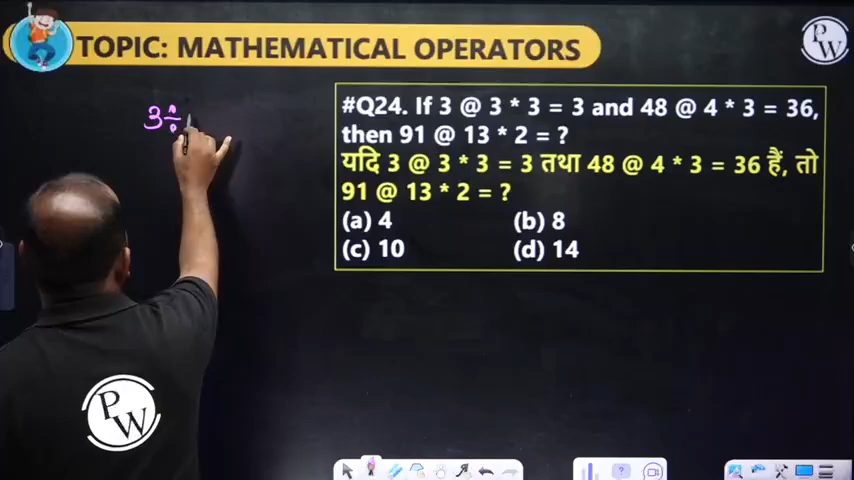 TOPIC: MATHEMATICAL OPERATORS
PW
3 ÷
#Q24. If 3 @ 3 * 3 = 3 and 48 @ 4 * 3 = 36,
then 91 @ 13 * 2 = ?
यदि 3 @ 3 * 3 = 3 तथा 48 @ 4 * 3 = 36 हैं, तो
91 @ 13 * 2 = ?
(a) 4 (b) 8
(c) 10 (d) 14
PW